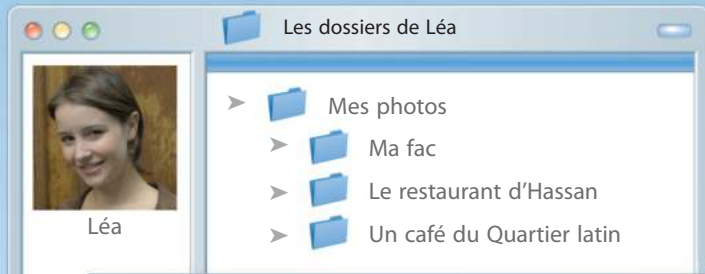 Les dossiers de Léa
Mes photos
Ma fac
Le restaurant d'Hassan
Un café du Quartier latin
Léa